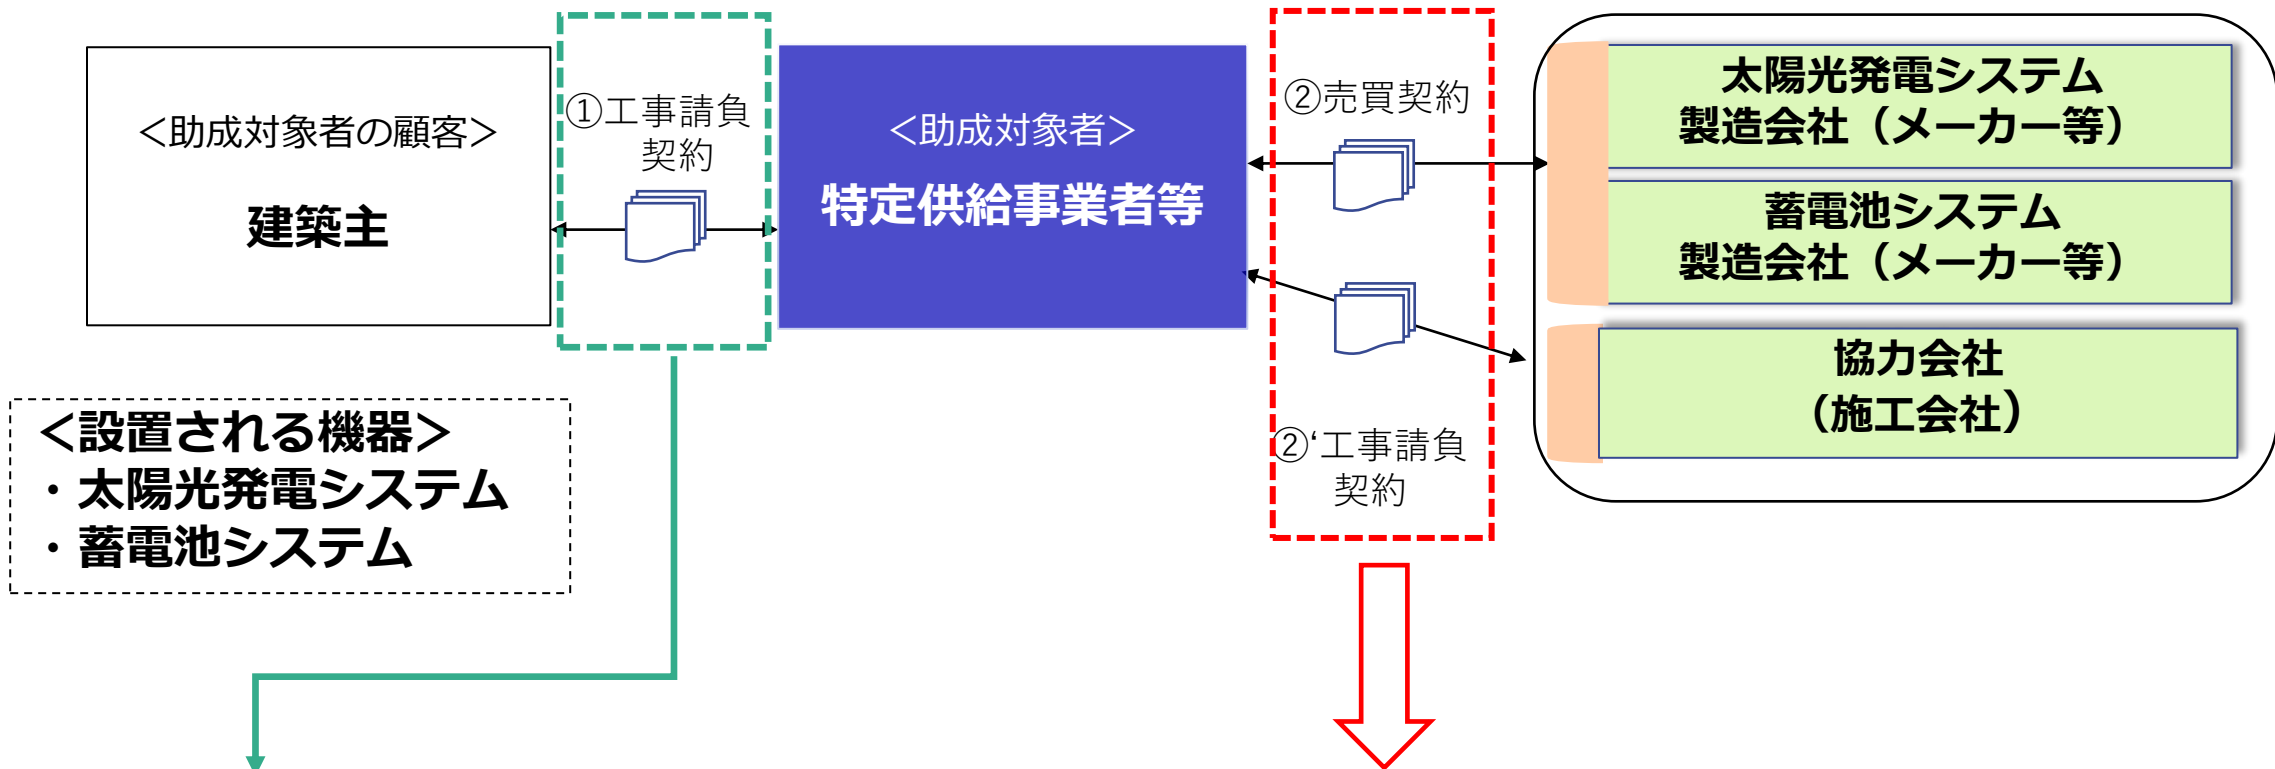 ＜助成対象者の顧客＞
建築主
①工事請負
契約
＜助成対象者＞
特定供給事業者等
②売買契約
②‘工事請負
契約
太陽光発電システム
製造会社（メーカー等）
蓄電池システム
製造会社（メーカー等）
協力会社
（施工会社）
＜設置される機器＞
・太陽光発電システム
・蓄電池システム